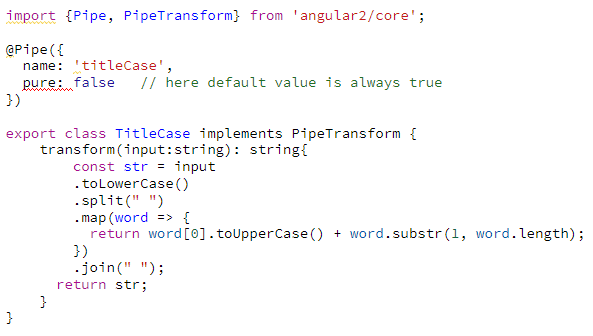 import {Pipe, PipeTransform} from 'angular2/core';
@Pipe({
  name: 'titleCase',
  pure: false   // here default value is always true
})
export class TitleCase implements PipeTransform {
    transform(input:string): string{
        const str = input
        .toLowerCase()
        .split(" ")
        .map(word => {
          return word[0].toUpperCase() + word.substr(1, word.length);
        })
        .join(" ");
      return str;
    }
}